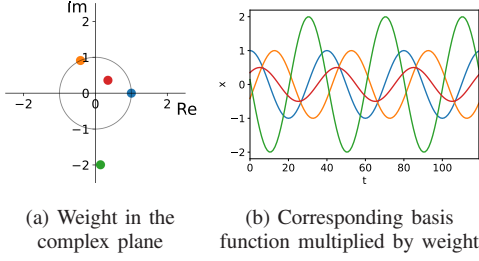 Im
2
1
0
−1
−2
−2
0
2
Re
2
1
0
−1
−2
x
0
20
40
60
80
100
t
(a) Weight in the
complex plane
(b) Corresponding basis
function multiplied by weight